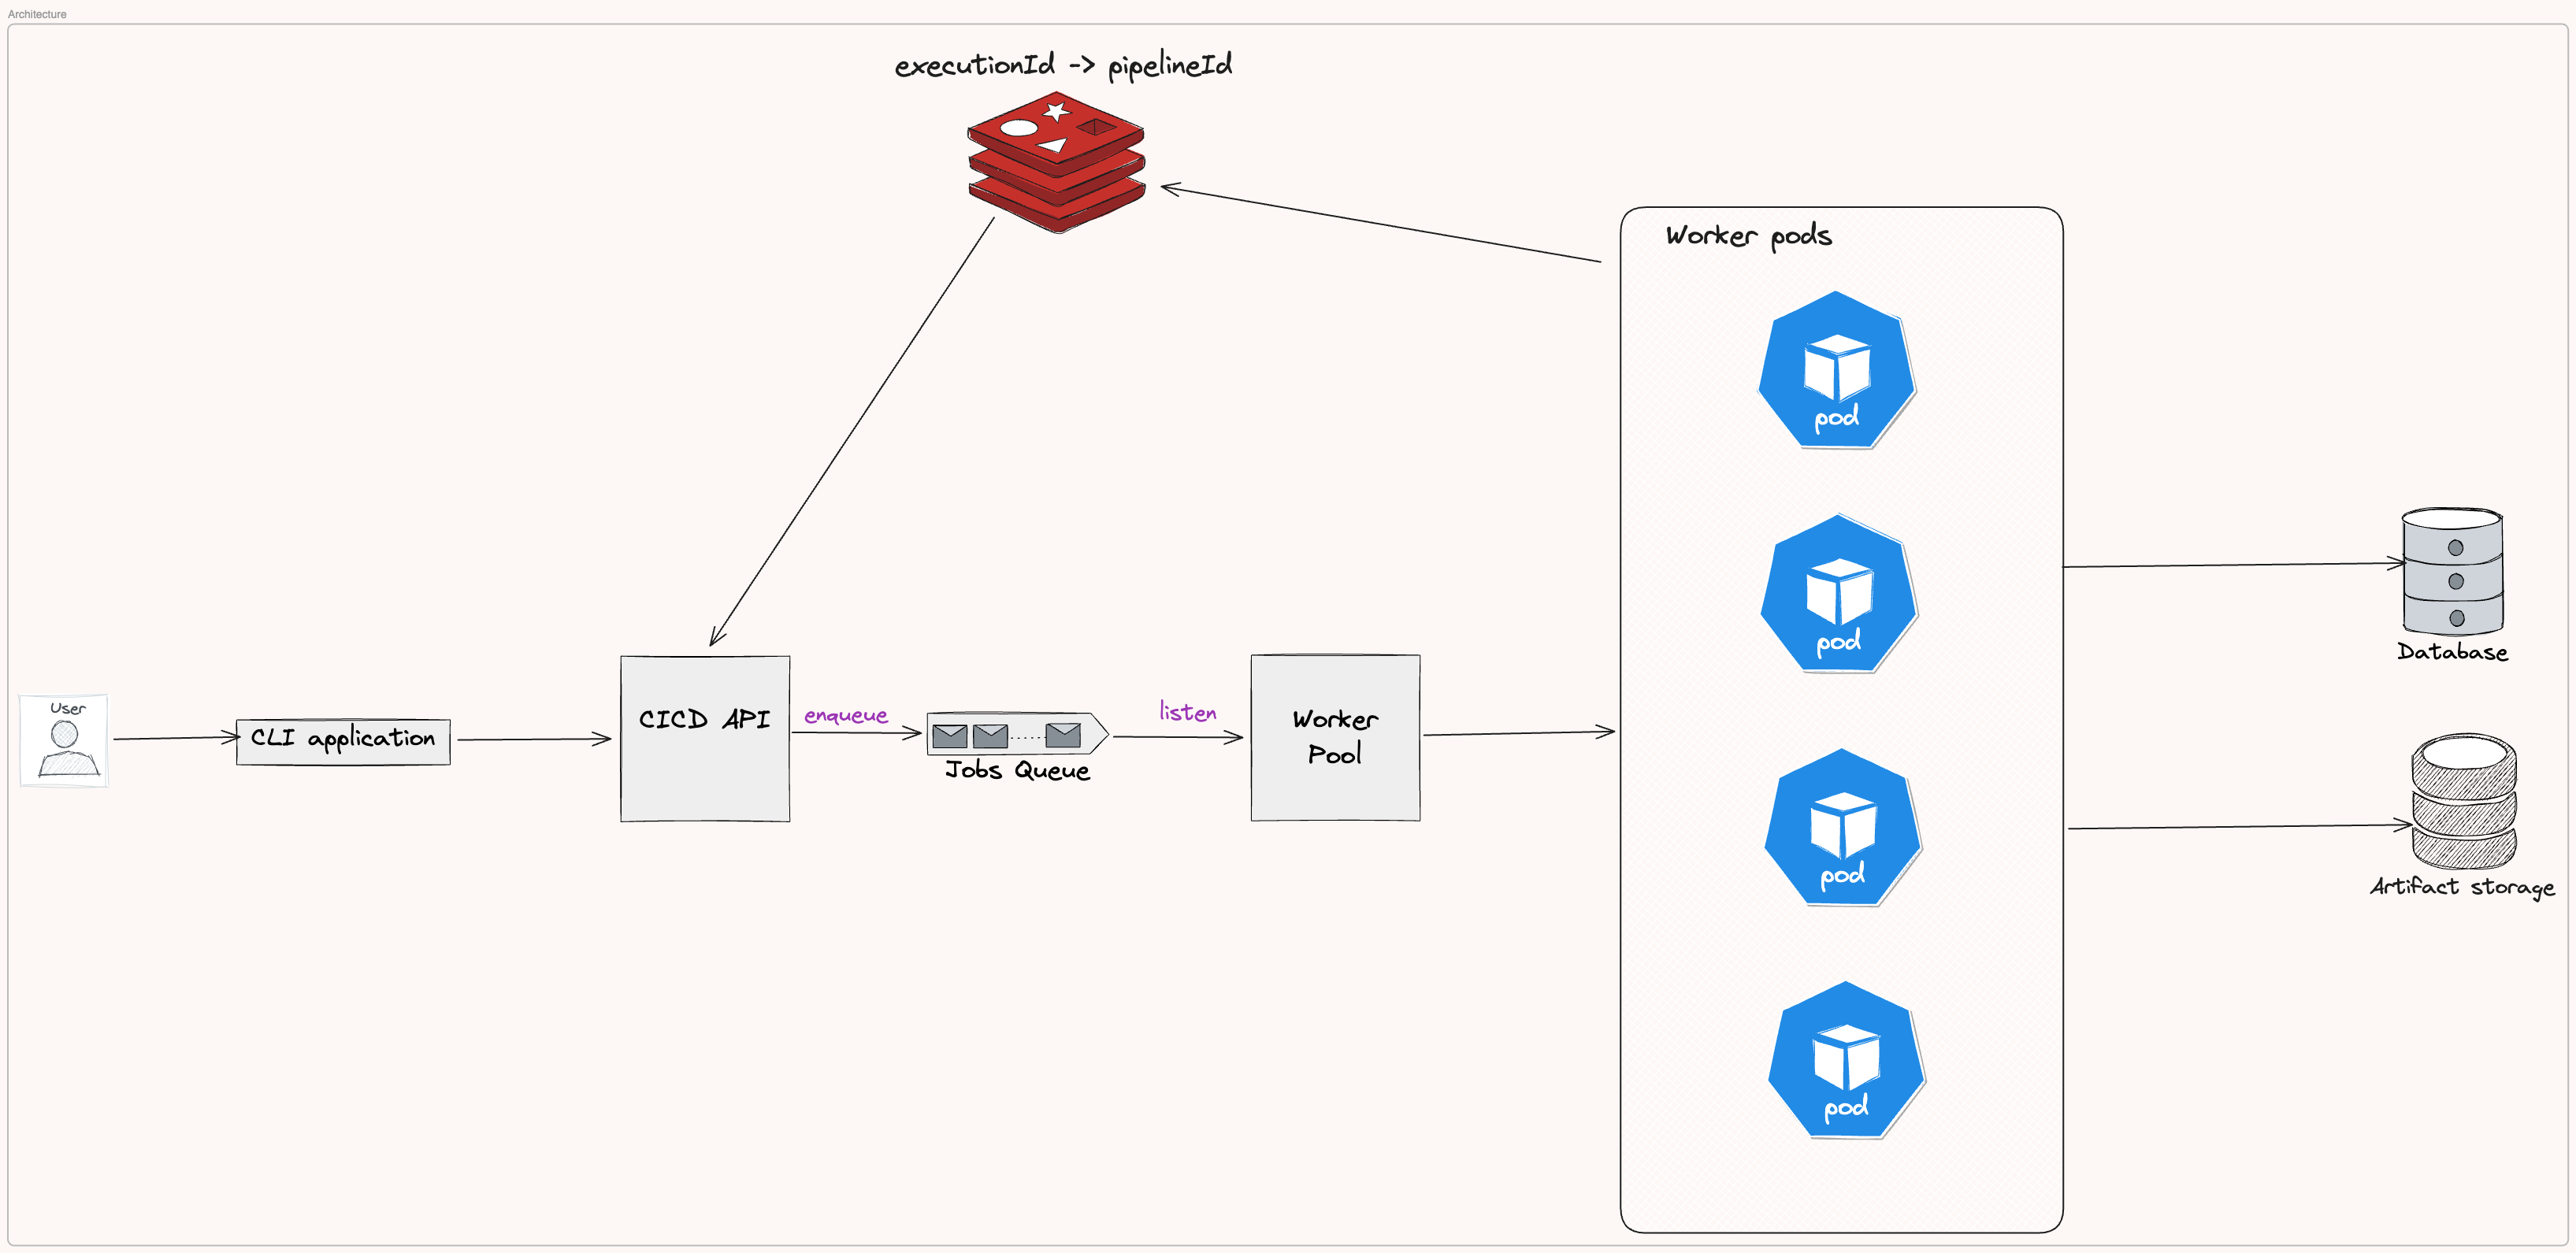 Architecture
executionId -> pipelineId
Worker pods
pod
pod
pod
pod
User
CLI application
CICD API
enqueue
Jobs Queue
listen
Worker
Pool
Database
Artifact storage